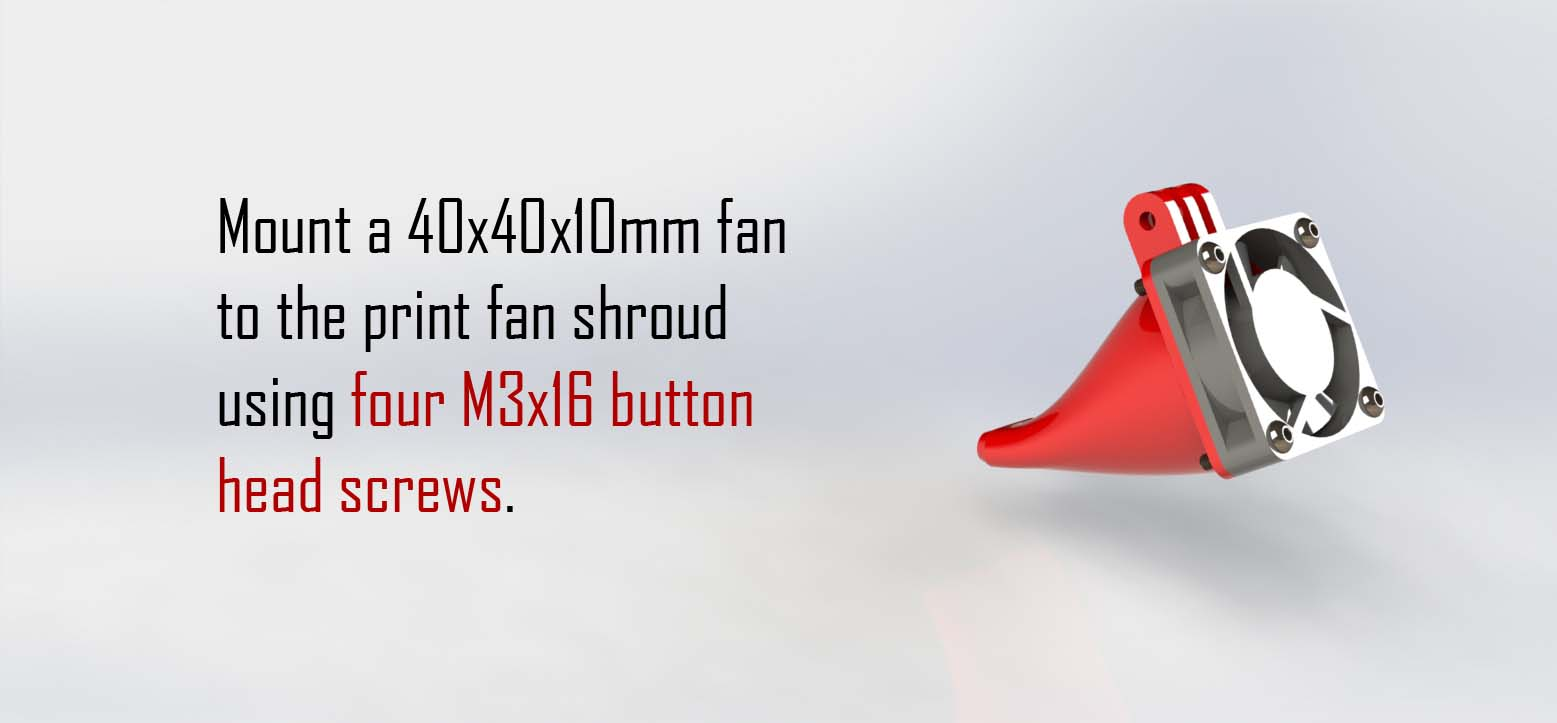 Mount a 40x40x10mm fan
to the print fan shroud
using four M3x16 button
head screws.